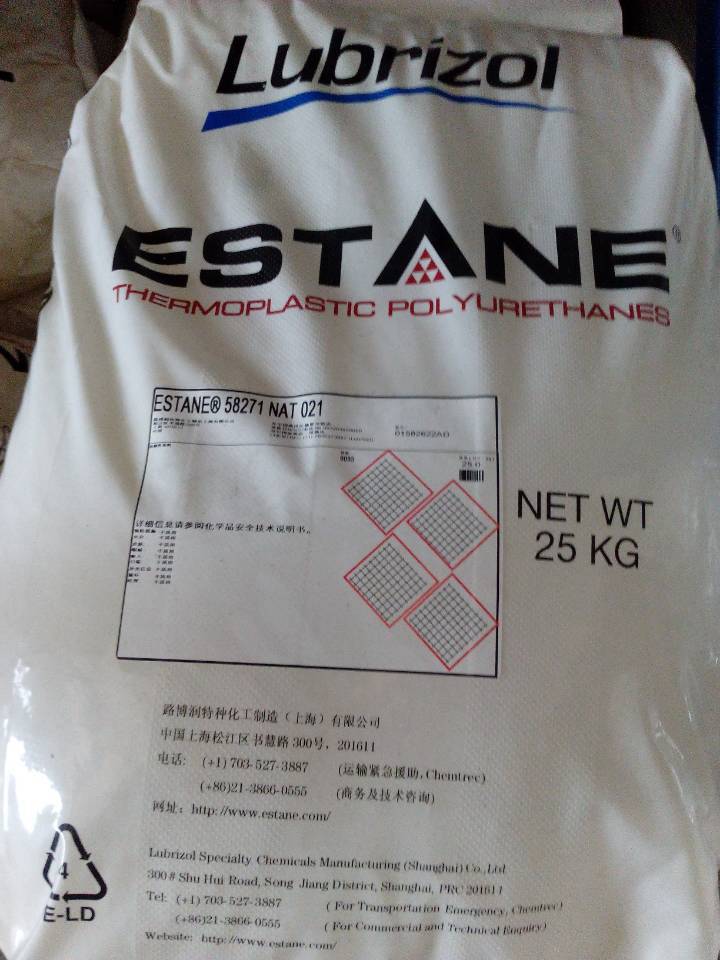 Lubrizol
ESTANE®
THERMOPLASTIC POLYURETHANES
ESTANE® 58271 NAT 021
01502622AD
25.0
详细信息请参阅化学品安全技术说明书。
NET WT
25 KG
路博润特种化工制造（上海）有限公司
中国上海松江区书慧路300号，201611
电话: (+1) 703-527-3887 (运输紧急援助, Chemtrec)
(+86)21-3866-0555 (商务及技术咨询)
网址: http://www.estane.com/
4
E-LD
Lubrizol Specialty Chemicals Manufacturing (Shanghai) Co., Ltd
300# Shu Hui Road, Song Jiang District, Shanghai, PRC 201611
Tel: (+1) 703-527-3887 ( For Transportation Emergency, Chemtrec)
(+86)21-3866-0555 ( For Commercial and Technical Enquiry)
Website: http://www.estane.com/